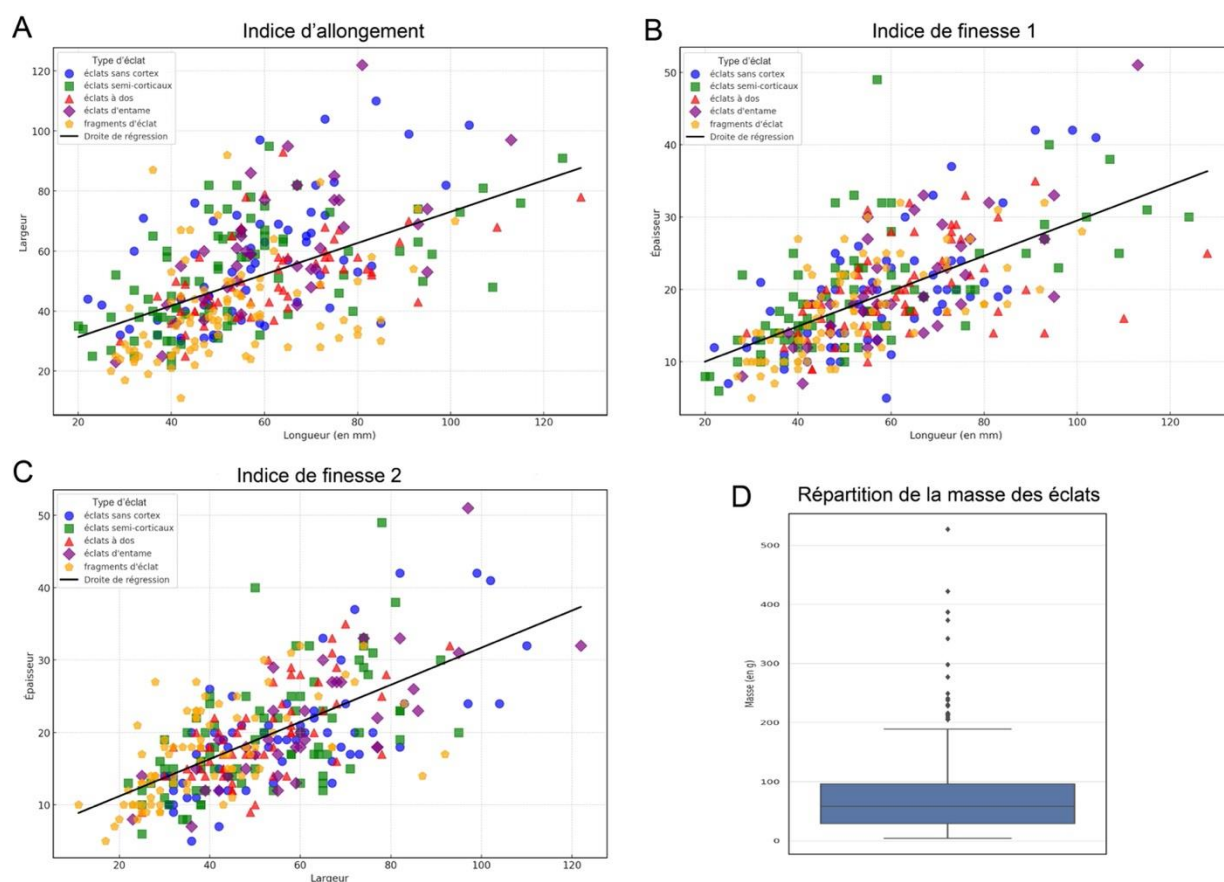 A
Indice d’allongement
Type d'éclat
éclats sans cortex
éclats semi-corticaux
éclats à dos
éclats d'entame
fragments d'éclat
Droite de régression
Largeur
120
100
80
60
40
20
20 40 60 80 100 120
Longueur (en mm)
B
Indice de finesse 1
Type d'éclat
éclats sans cortex
éclats semi-corticaux
éclats à dos
éclats d'entame
fragments d'éclat
Droite de régression
Épaisseur
50
40
30
20
10
20 40 60 80 100 120
Longueur (en mm)
C
Indice de finesse 2
Type d'éclat
éclats sans cortex
éclats semi-corticaux
éclats à dos
éclats d'entame
fragments d'éclat
Droite de régression
Épaisseur
50
40
30
20
10
20 40 60 80 100 120
Largeur
D
Répartition de la masse des éclats
Masse (en g)
500
400
300
200
100
0